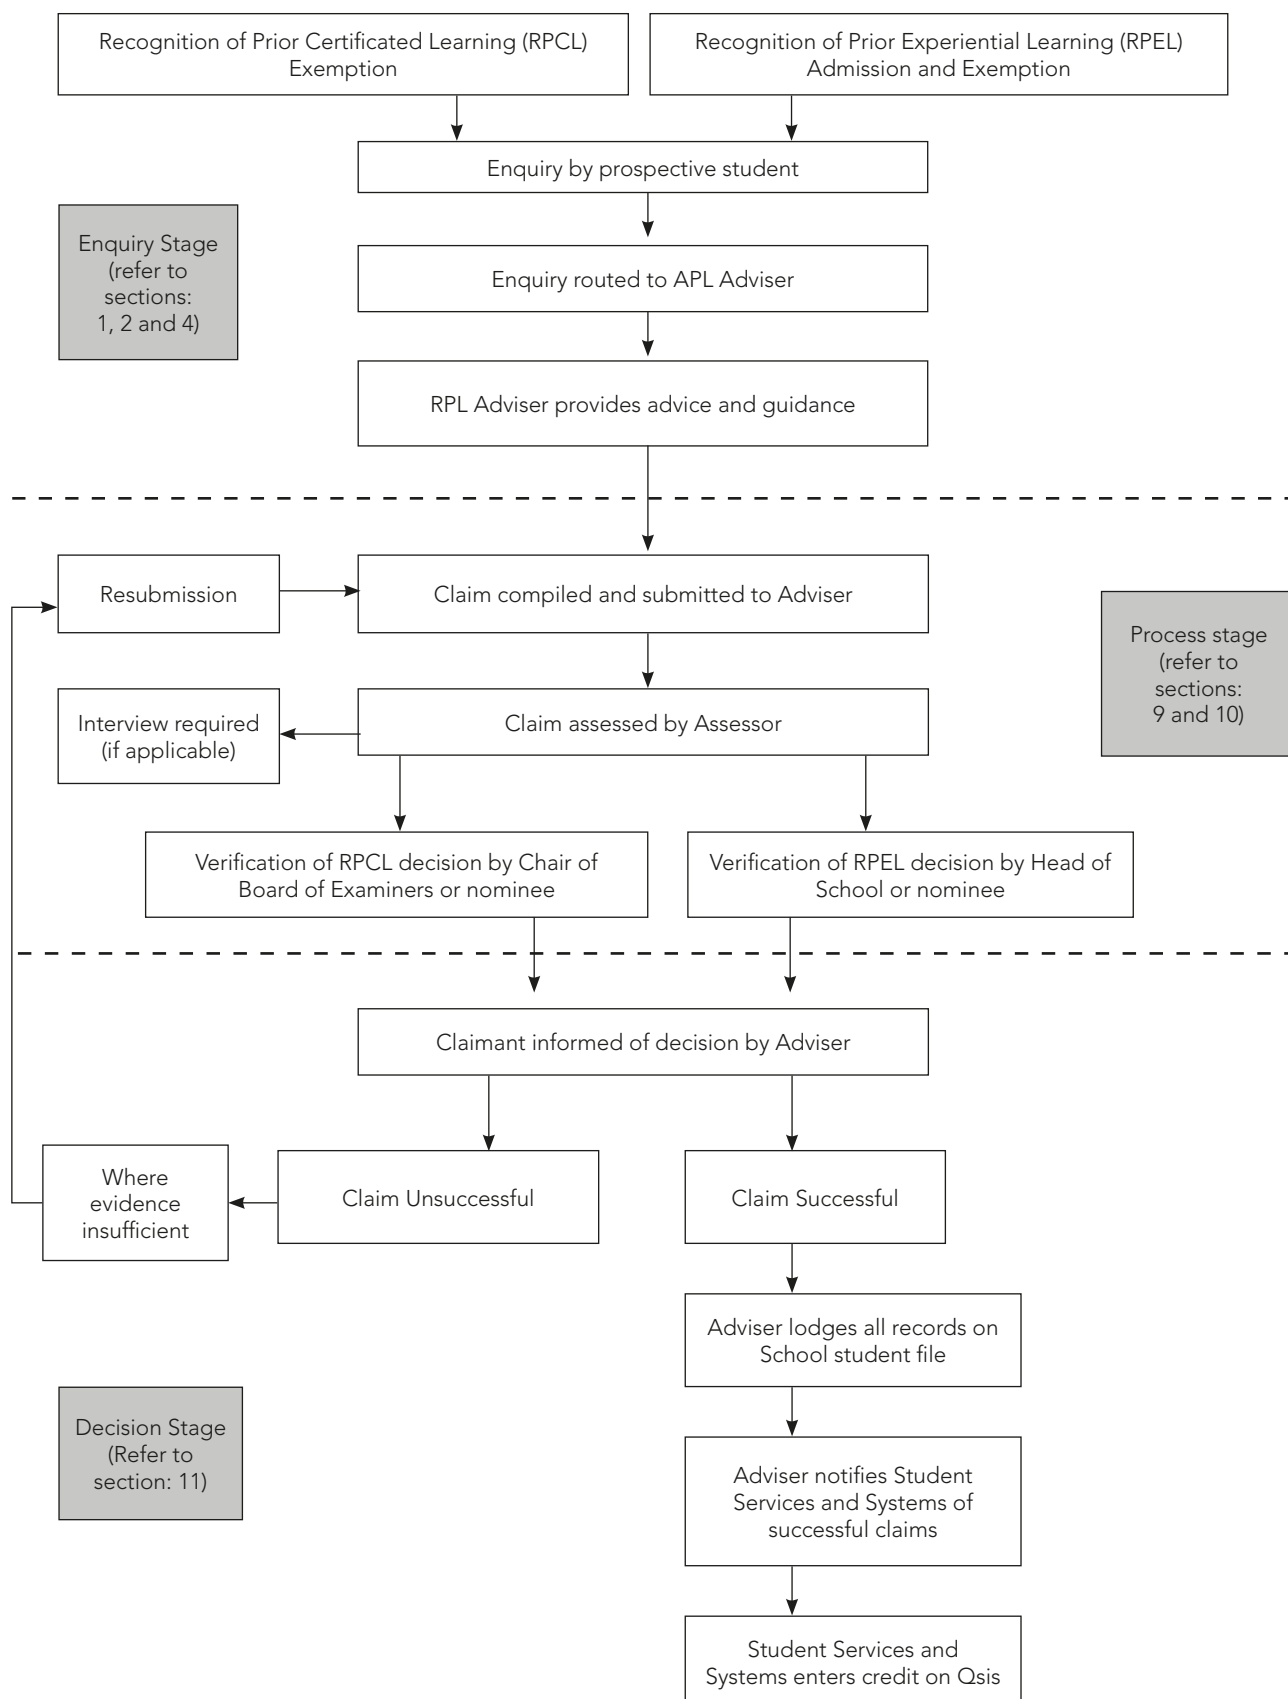 Recognition of Prior Certificated Learning (RPCL)
Exemption
Recognition of Prior Experiential Learning (RPEL)
Admission and Exemption
Enquiry by prospective student
Enquiry Stage
(refer to
sections:
1, 2 and 4)
Enquiry routed to APL Adviser
RPL Adviser provides advice and guidance
Resubmission
Claim compiled and submitted to Adviser
Process stage
(refer to
sections:
9 and 10)
Interview required
(if applicable)
Claim assessed by Assessor
Verification of RPCL decision by Chair of
Board of Examiners or nominee
Verification of RPEL decision by Head of
School or nominee
Claimant informed of decision by Adviser
Where
evidence
insufficient
Claim Unsuccessful
Claim Successful
Adviser lodges all records on
School student file
Decision Stage
(Refer to
section: 11)
Adviser notifies Student
Services and Systems of
successful claims
Student Services and
Systems enters credit on Qsis